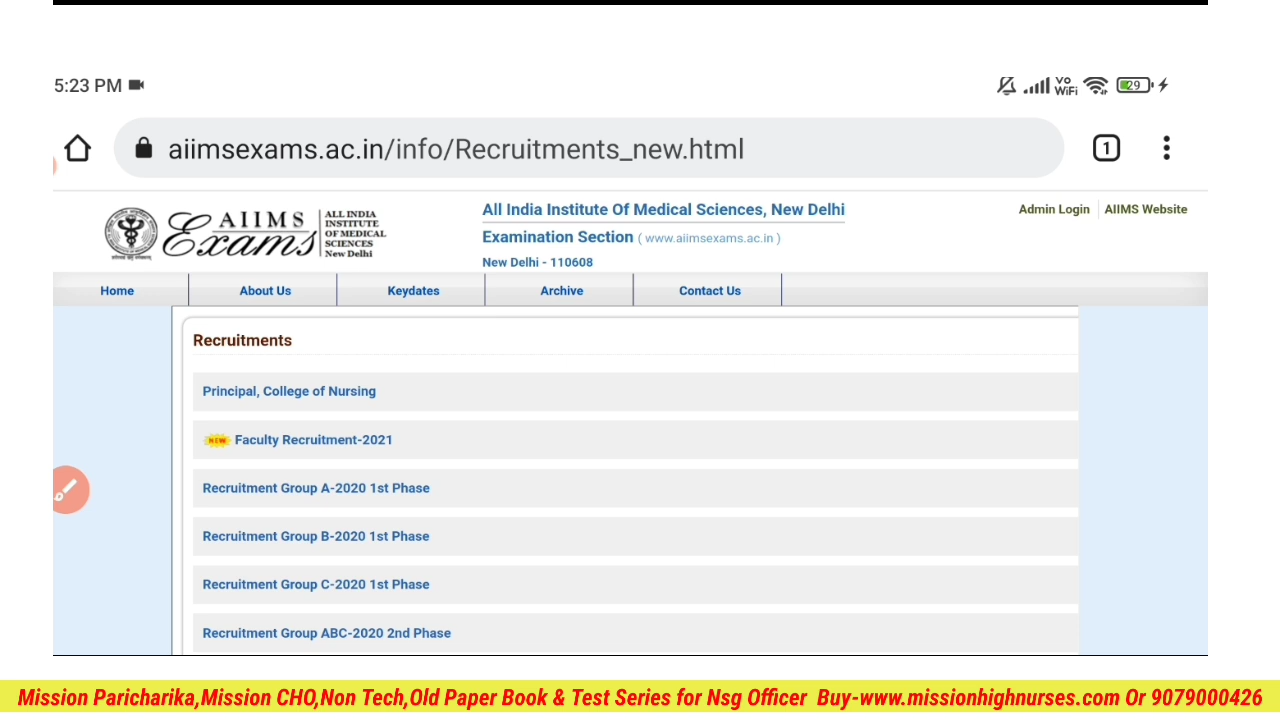 5:23 PM
Vo WiFi 29
aiimsexams.ac.in/info/Recruitments_new.html
1
AIIMS Exams
ALL INDIA
INSTITUTE
OF MEDICAL
SCIENCES
New Delhi
All India Institute Of Medical Sciences, New Delhi
Examination Section ( www.aiimsexams.ac.in )
New Delhi - 110608
Admin Login AIIMS Website
Home About Us Keydates Archive Contact Us
Recruitments
Principal, College of Nursing
NEW Faculty Recruitment-2021
Recruitment Group A-2020 1st Phase
Recruitment Group B-2020 1st Phase
Recruitment Group C-2020 1st Phase
Recruitment Group ABC-2020 2nd Phase
Mission Paricharika,Mission CHO,Non Tech,Old Paper Book & Test Series for Nsg Officer Buy-www.missionhighnurses.com Or 9079000426